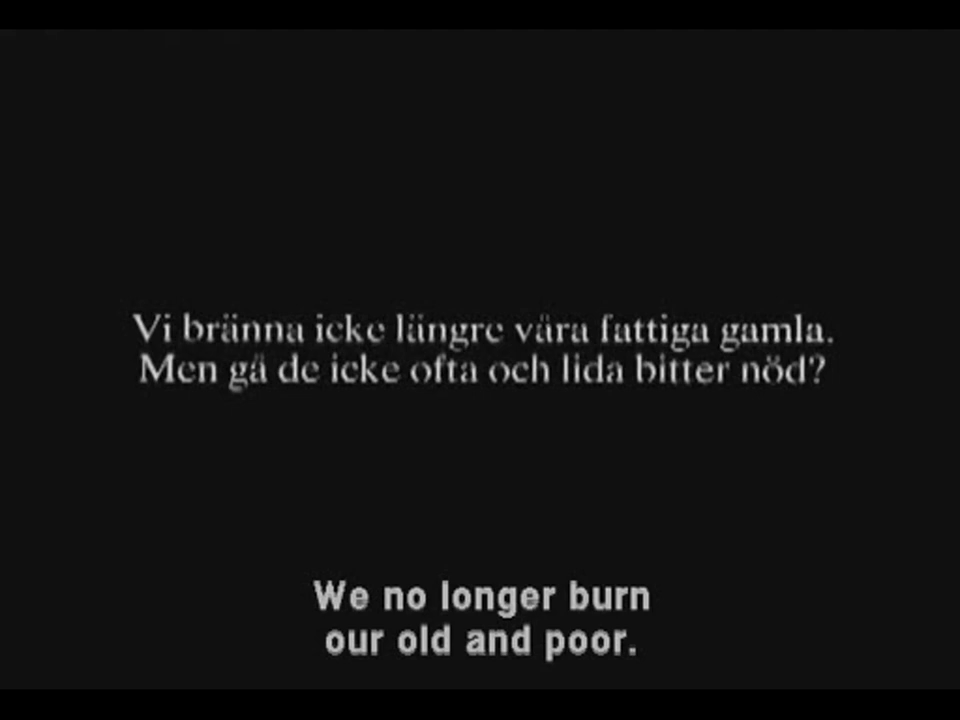 Vi bränna icke längre våra fattiga gamla.
Men gå de icke ofta och lida bitter nöd?
We no longer burn
our old and poor.